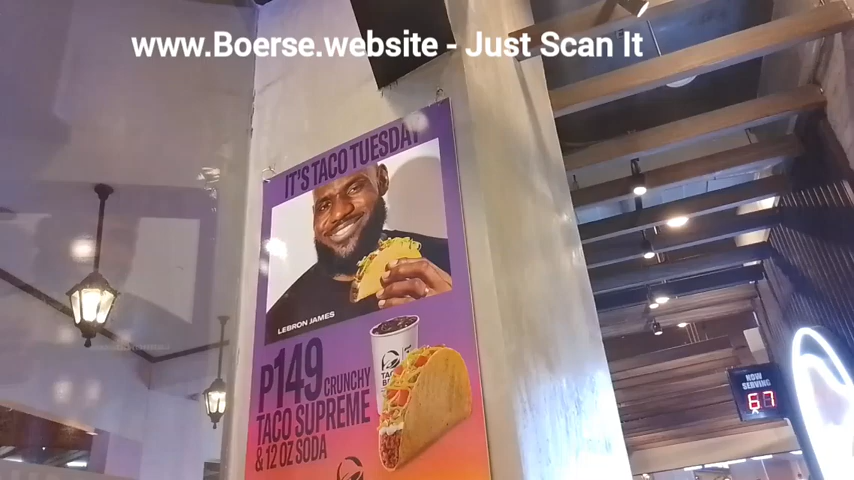 www.Boerse.website - Just Scan It
IT'S TACO TUESDAY
LEBRON JAMES
P149
CRUNCHY
TACO SUPREME
& 12 OZ SODA
NOW
SERVING
67